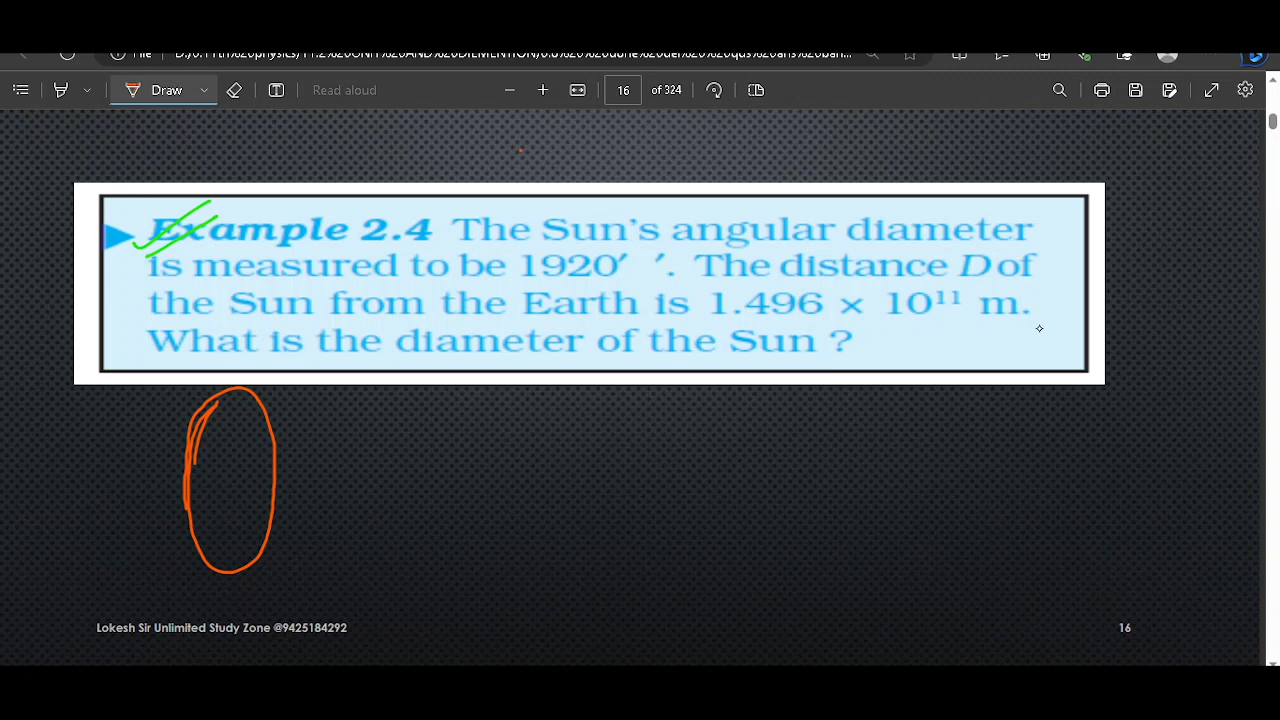 Draw
Read aloud
16 of 324
Example 2.4 The Sun's angular diameter
is measured to be 1920′ ′. The distance D of
the Sun from the Earth is 1.496 × 10¹¹ m.
What is the diameter of the Sun ?
Lokesh Sir Unlimited Study Zone @9425184292
16